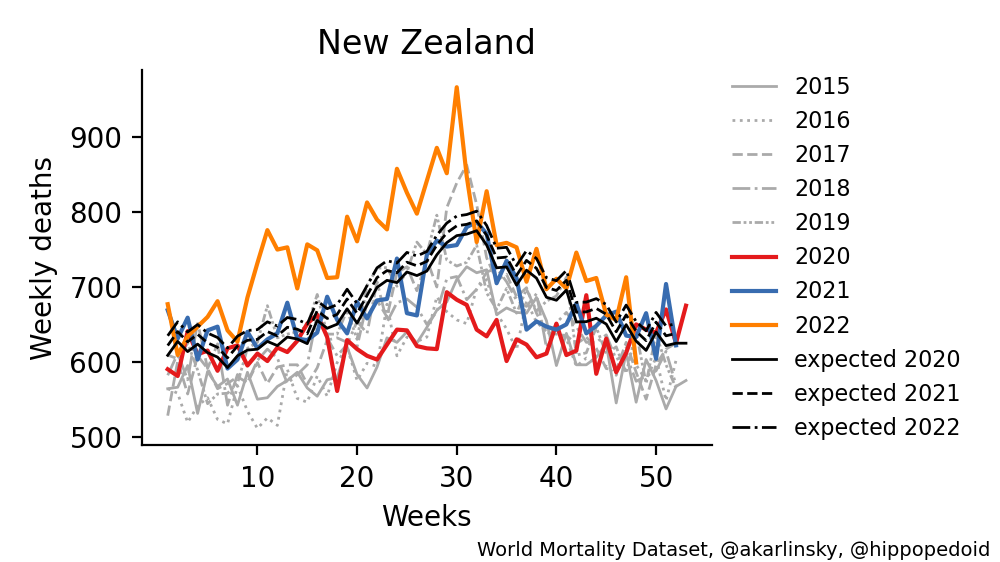 New Zealand
Weekly deaths
900
800
700
600
500
10 20 30 40 50
Weeks
2015
2016
2017
2018
2019
2020
2021
2022
expected 2020
expected 2021
expected 2022
World Mortality Dataset, @akarlinsky, @hippopedoid